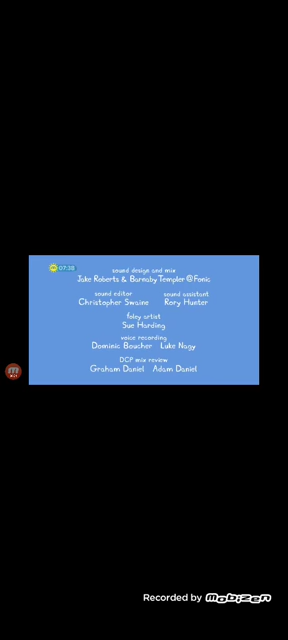 07:38
sound design and mix
Jake Roberts & Barnaby Templer @Fonic
sound editor sound assistant
Christopher Swaine Rory Hunter
foley artist
Sue Harding
voice recording
Dominic Boucher Luke Nagy
DCP mix review
Graham Daniel Adam Daniel
Recorded by mobizen